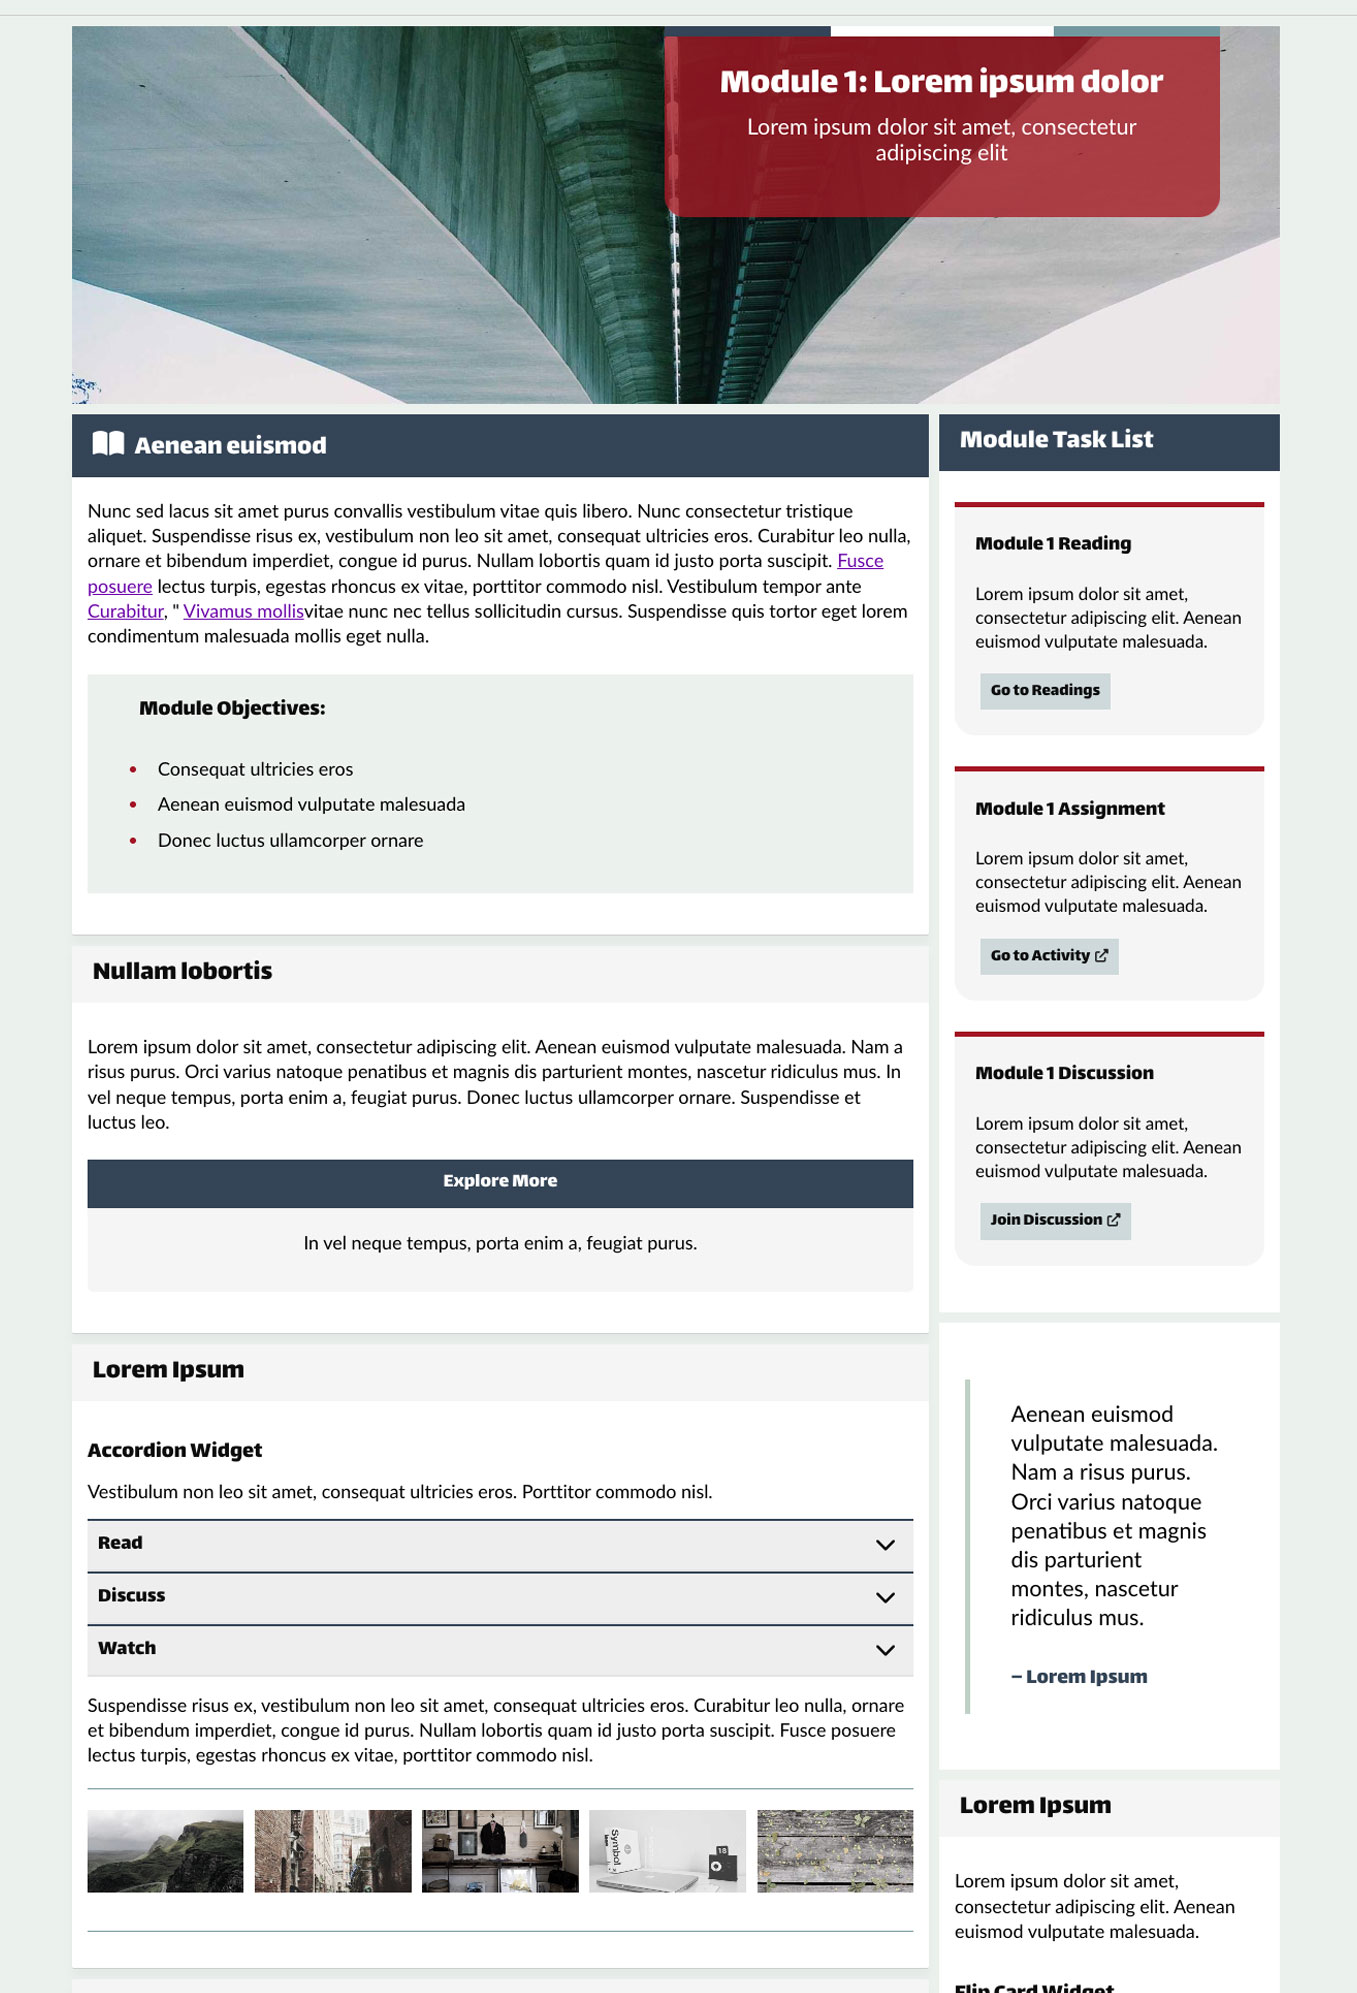 Module 1: Lorem ipsum dolor
Lorem ipsum dolor sit amet, consectetur
adipiscing elit
Aenean euismod
Nunc sed lacus sit amet purus convallis vestibulum vitae quis libero. Nunc consectetur tristique
aliquet. Suspendisse risus ex, vestibulum non leo sit amet, consequat ultricies eros. Curabitur leo nulla,
ornare et bibendum imperdiet, congue id purus. Nullam lobortis quam id justo porta suscipit. Fusce
posuere lectus turpis, egestas rhoncus ex vitae, porttitor commodo nisl. Vestibulum tempor ante
Curabitur, " Vivamus mollisvitae nunc nec tellus sollicitudin cursus. Suspendisse quis tortor eget lorem
condimentum malesuada mollis eget nulla.
Module Objectives:
• Consequat ultricies eros
• Aenean euismod vulputate malesuada
• Donec luctus ullamcorper ornare
Nullam lobortis
Lorem ipsum dolor sit amet, consectetur adipiscing elit. Aenean euismod vulputate malesuada. Nam a
risus purus. Orci varius natoque penatibus et magnis dis parturient montes, nascetur ridiculus mus. In
vel neque tempus, porta enim a, feugiat purus. Donec luctus ullamcorper ornare. Suspendisse et
luctus leo.
Explore More
In vel neque tempus, porta enim a, feugiat purus.
Lorem Ipsum
Accordion Widget
Vestibulum non leo sit amet, consequat ultricies eros. Porttitor commodo nisl.
Read
Discuss
Watch
Suspendisse risus ex, vestibulum non leo sit amet, consequat ultricies eros. Curabitur leo nulla, ornare
et bibendum imperdiet, congue id purus. Nullam lobortis quam id justo porta suscipit. Fusce posuere
lectus turpis, egestas rhoncus ex vitae, porttitor commodo nisl.
Symbol
18
Module Task List
Module 1 Reading
Lorem ipsum dolor sit amet,
consectetur adipiscing elit. Aenean
euismod vulputate malesuada.
Go to Readings
Module 1 Assignment
Lorem ipsum dolor sit amet,
consectetur adipiscing elit. Aenean
euismod vulputate malesuada.
Go to Activity
Module 1 Discussion
Lorem ipsum dolor sit amet,
consectetur adipiscing elit. Aenean
euismod vulputate malesuada.
Join Discussion
Aenean euismod
vulputate malesuada.
Nam a risus purus.
Orci varius natoque
penatibus et magnis
dis parturient
montes, nascetur
ridiculus mus.
– Lorem Ipsum
Lorem Ipsum
Lorem ipsum dolor sit amet,
consectetur adipiscing elit. Aenean
euismod vulputate malesuada.
Flip Card Widget